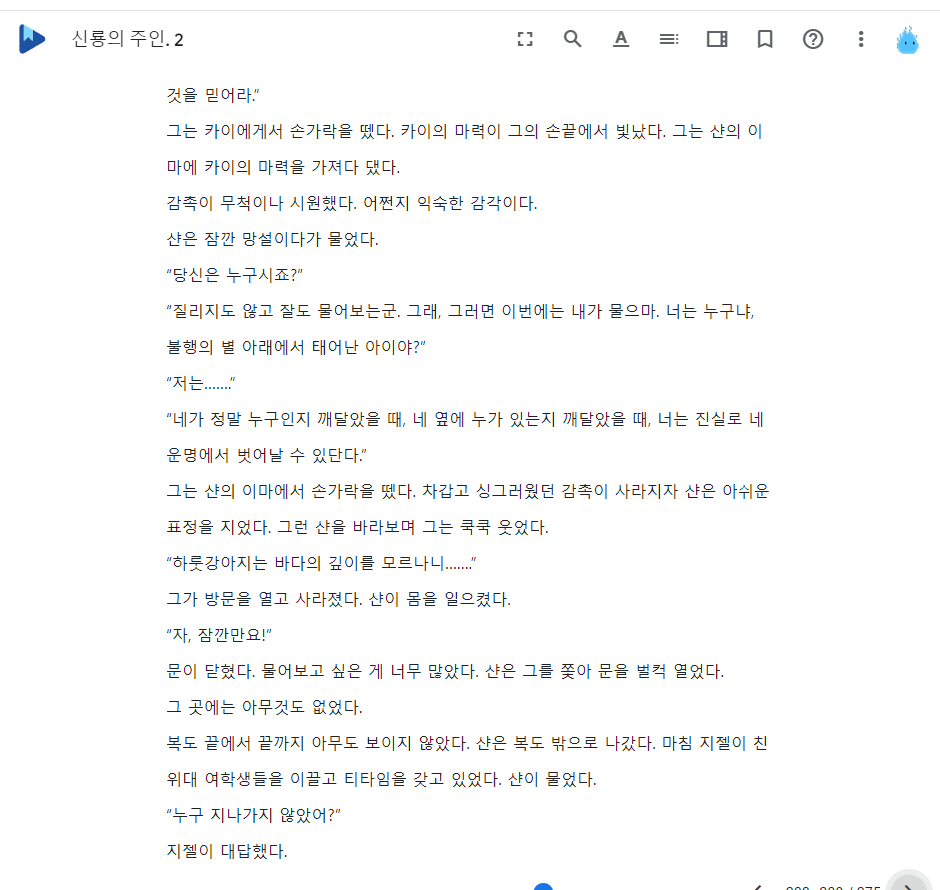 신룡의 주인. 2
것을 믿어라.”
그는 카이에게서 손가락을 뗐다. 카이의 마력이 그의 손끝에서 빛났다. 그는 샨의 이
마에 카이의 마력을 가져다 댔다.
감촉이 무척이나 시원했다. 어쩐지 익숙한 감각이다.
샨은 잠깐 망설이다가 물었다.
“당신은 누구시죠?”
“질리지도 않고 잘도 물어보는군. 그래, 그러면 이번에는 내가 물으마. 너는 누구냐,
불행의 별 아래에서 태어난 아이야?”
“저는…….”
“네가 정말 누구인지 깨달았을 때, 네 옆에 누가 있는지 깨달았을 때, 너는 진실로 네
운명에서 벗어날 수 있단다.”
그는 샨의 이마에서 손가락을 뗐다. 차갑고 싱그러웠던 감촉이 사라지자 샨은 아쉬운
표정을 지었다. 그런 샨을 바라보며 그는 쿡쿡 웃었다.
“하룻강아지는 바다의 깊이를 모르나니…….”
그가 방문을 열고 사라졌다. 샨이 몸을 일으켰다.
“자, 잠깐만요!”
문이 닫혔다. 물어보고 싶은 게 너무 많았다. 샨은 그를 쫓아 문을 벌컥 열었다.
그 곳에는 아무것도 없었다.
복도 끝에서 끝까지 아무도 보이지 않았다. 샨은 복도 밖으로 나갔다. 마침 지젤이 친
위대 여학생들을 이끌고 티타임을 갖고 있었다. 샨이 물었다.
“누구 지나가지 않았어?”
지젤이 대답했다.